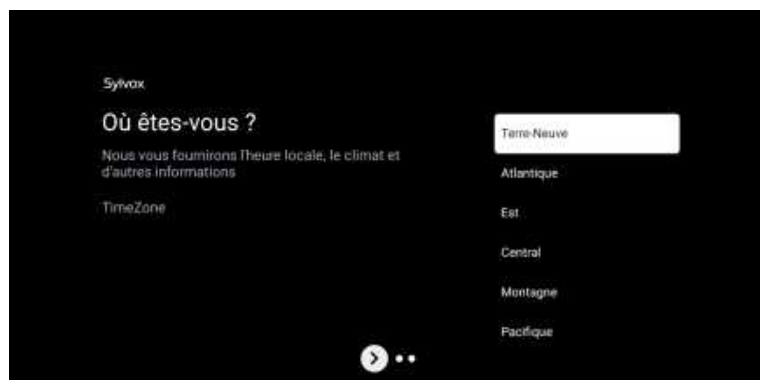 Sylvox
Où êtes-vous ?
Nous vous fournirons l'heure locale, le climat et
d'autres informations
TimeZone
Terre-Neuve
Atlantique
Est
Central
Montagne
Pacifique